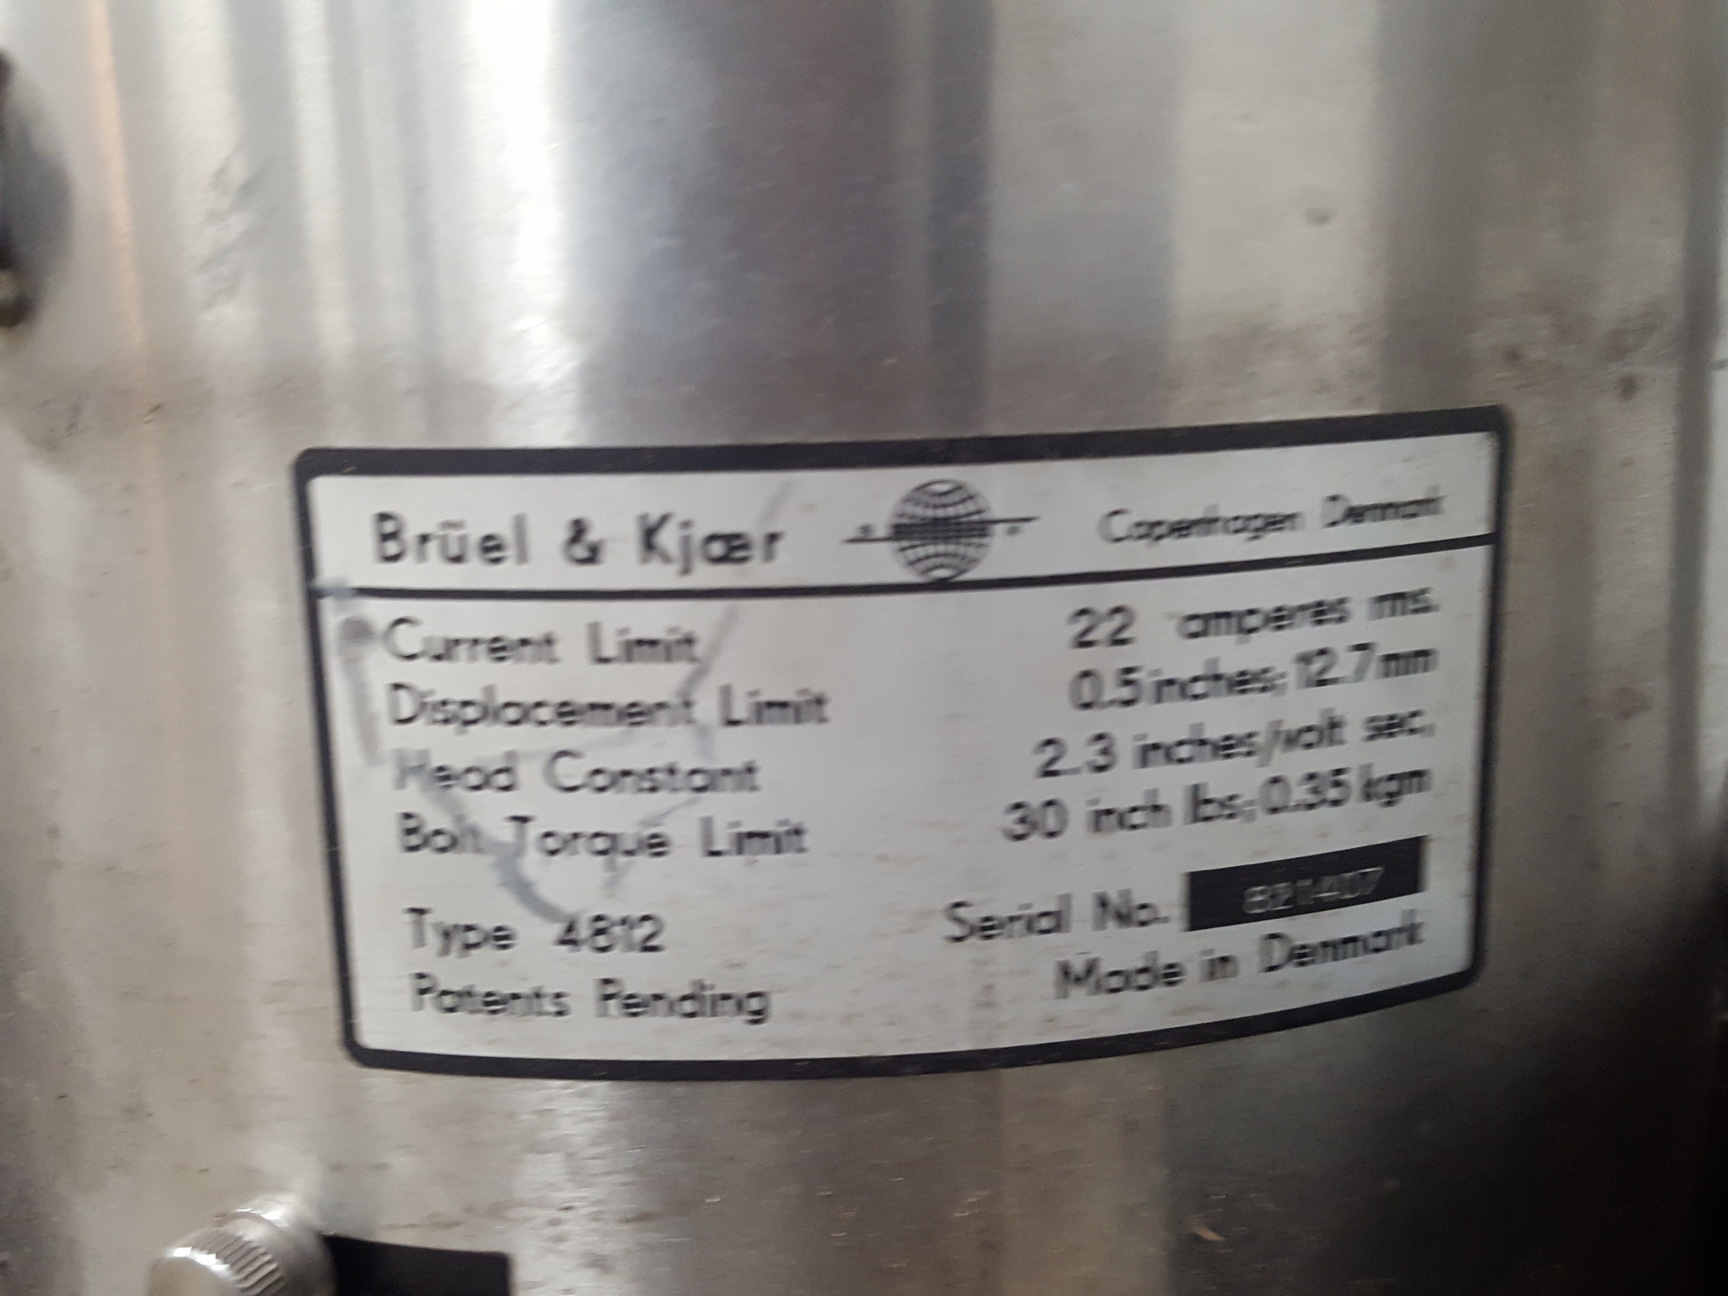 Brüel & Kjær Copenhagen Denmark
Current Limit 22 amperes rms.
Displacement Limit 0.5 inches; 12.7 mm
Head Constant 2.3 inches/volt sec.
Bolt Torque Limit 30 inch lbs; 0.35 kgm
Type 4812 Serial No. 821407
Patents Pending Made in Denmark